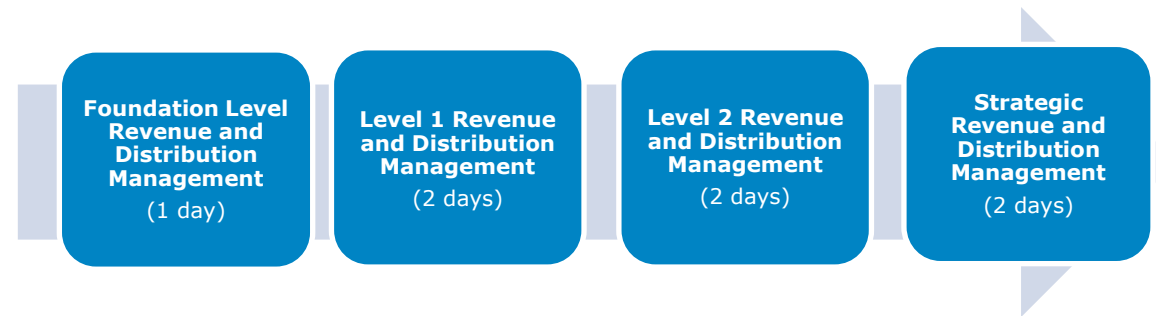 Foundation Level
Revenue and
Distribution
Management
(1 day)
Level 1 Revenue
and Distribution
Management
(2 days)
Level 2 Revenue
and Distribution
Management
(2 days)
Strategic
Revenue and
Distribution
Management
(2 days)